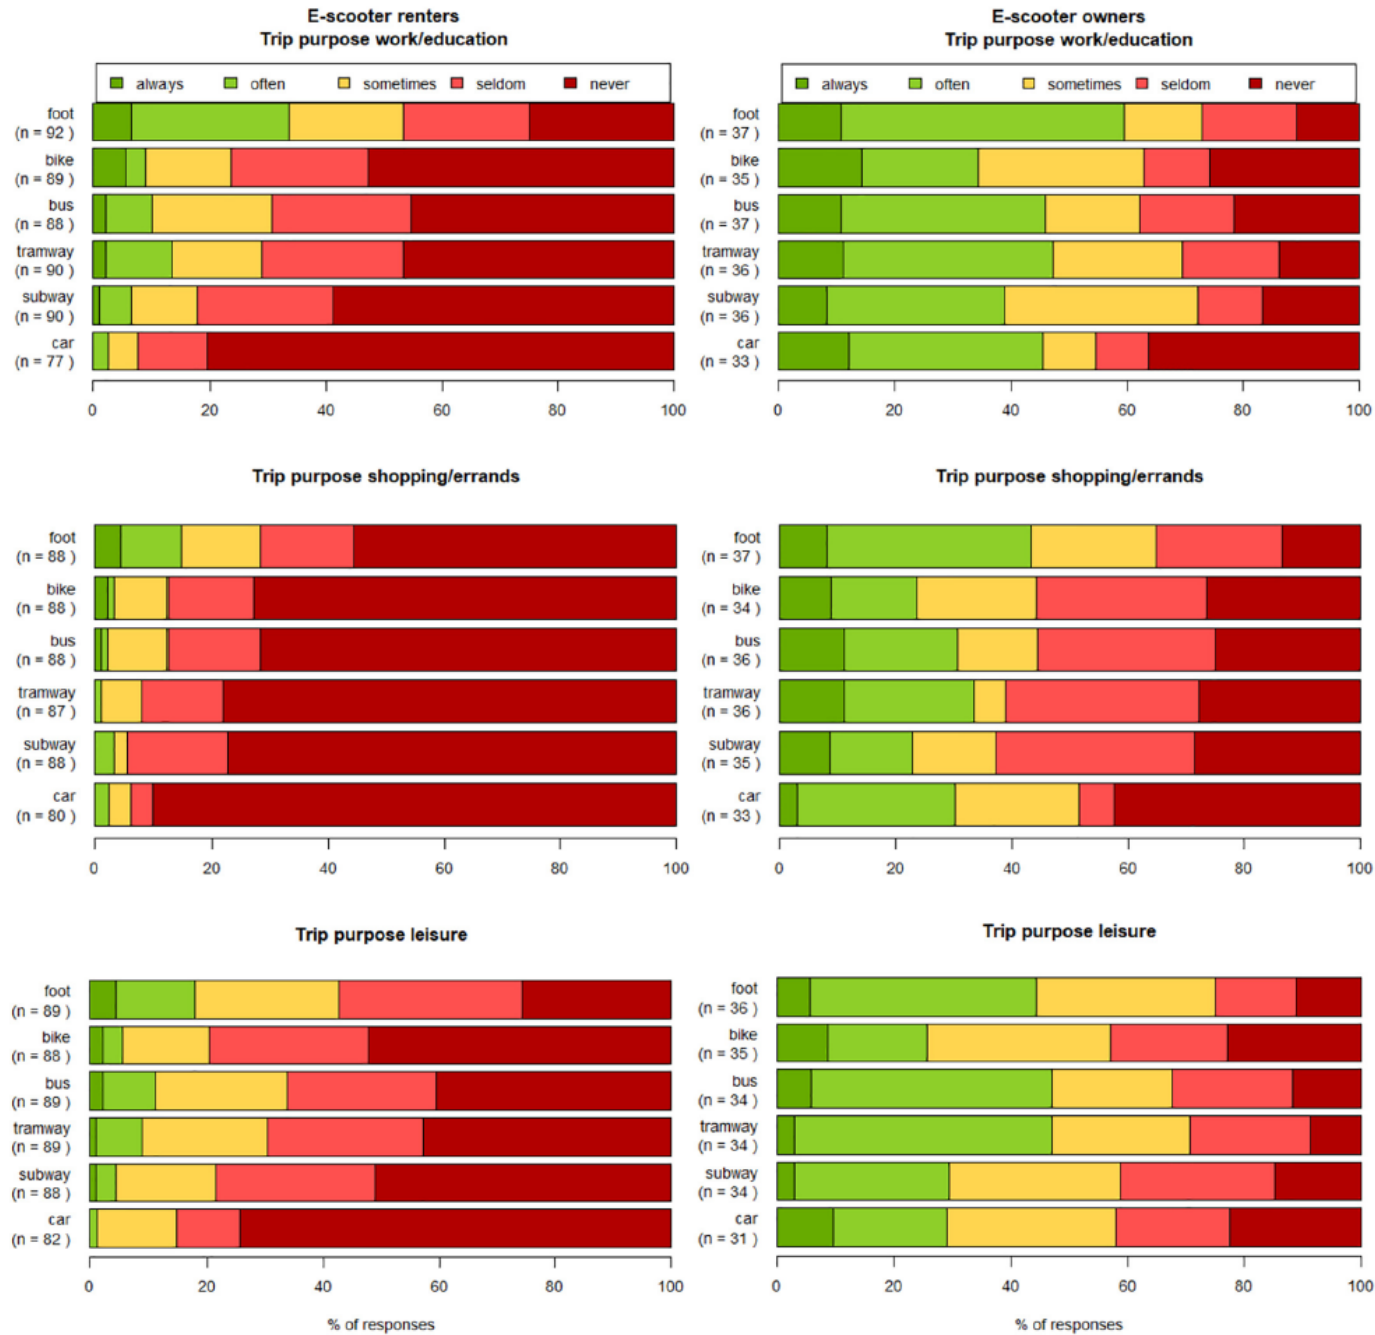 E-scooter renters
Trip purpose work/education
always often sometimes seldom never
foot
(n = 92 )
bike
(n = 89 )
bus
(n = 88 )
tramway
(n = 90 )
subway
(n = 90 )
car
(n = 77 )
0 20 40 60 80 100
E-scooter owners
Trip purpose work/education
always often sometimes seldom never
foot
(n = 37 )
bike
(n = 35 )
bus
(n = 37 )
tramway
(n = 36 )
subway
(n = 36 )
car
(n = 33 )
0 20 40 60 80 100
Trip purpose shopping/errands
foot
(n = 88 )
bike
(n = 88 )
bus
(n = 88 )
tramway
(n = 87 )
subway
(n = 88 )
car
(n = 80 )
0 20 40 60 80 100
Trip purpose shopping/errands
foot
(n = 37 )
bike
(n = 34 )
bus
(n = 36 )
tramway
(n = 36 )
subway
(n = 35 )
car
(n = 33 )
0 20 40 60 80 100
Trip purpose leisure
foot
(n = 89 )
bike
(n = 88 )
bus
(n = 89 )
tramway
(n = 89 )
subway
(n = 88 )
car
(n = 82 )
0 20 40 60 80 100
% of responses
Trip purpose leisure
foot
(n = 36 )
bike
(n = 35 )
bus
(n = 34 )
tramway
(n = 34 )
subway
(n = 34 )
car
(n = 31 )
0 20 40 60 80 100
% of responses